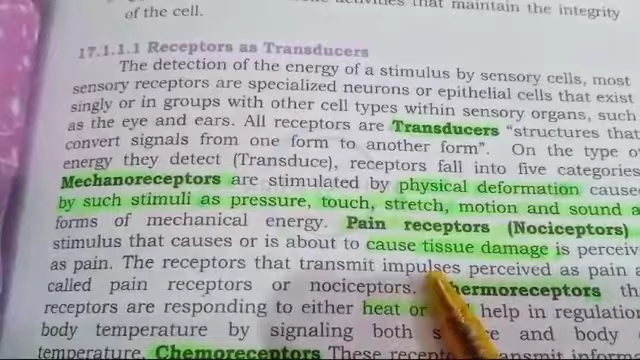 that maintain the integrity
of the cell.
17.1.1.1 Receptors as Transducers
The detection of the energy of a stimulus by sensory cells, most
sensory receptors are specialized neurons or epithelial cells that exist
singly or in groups with other cell types within sensory organs, such
as the eye and ears. All receptors are Transducers "structures that
convert signals from one form to another form". On the type o
energy they detect (Transduce), receptors fall into five categories
Mechanoreceptors are stimulated by physical deformation cause
by such stimuli as pressure, touch, stretch, motion and sound a
forms of mechanical energy. Pain receptors (Nociceptors)
stimulus that causes or is about to cause tissue damage is perceiv
as pain. The receptors that transmit impulses perceived as pain a
called pain receptors or nociceptors. hermoreceptors th
receptors are responding to either heat or help in regulation
body temperature by signaling both and body
temperature. Chemoreceptors These